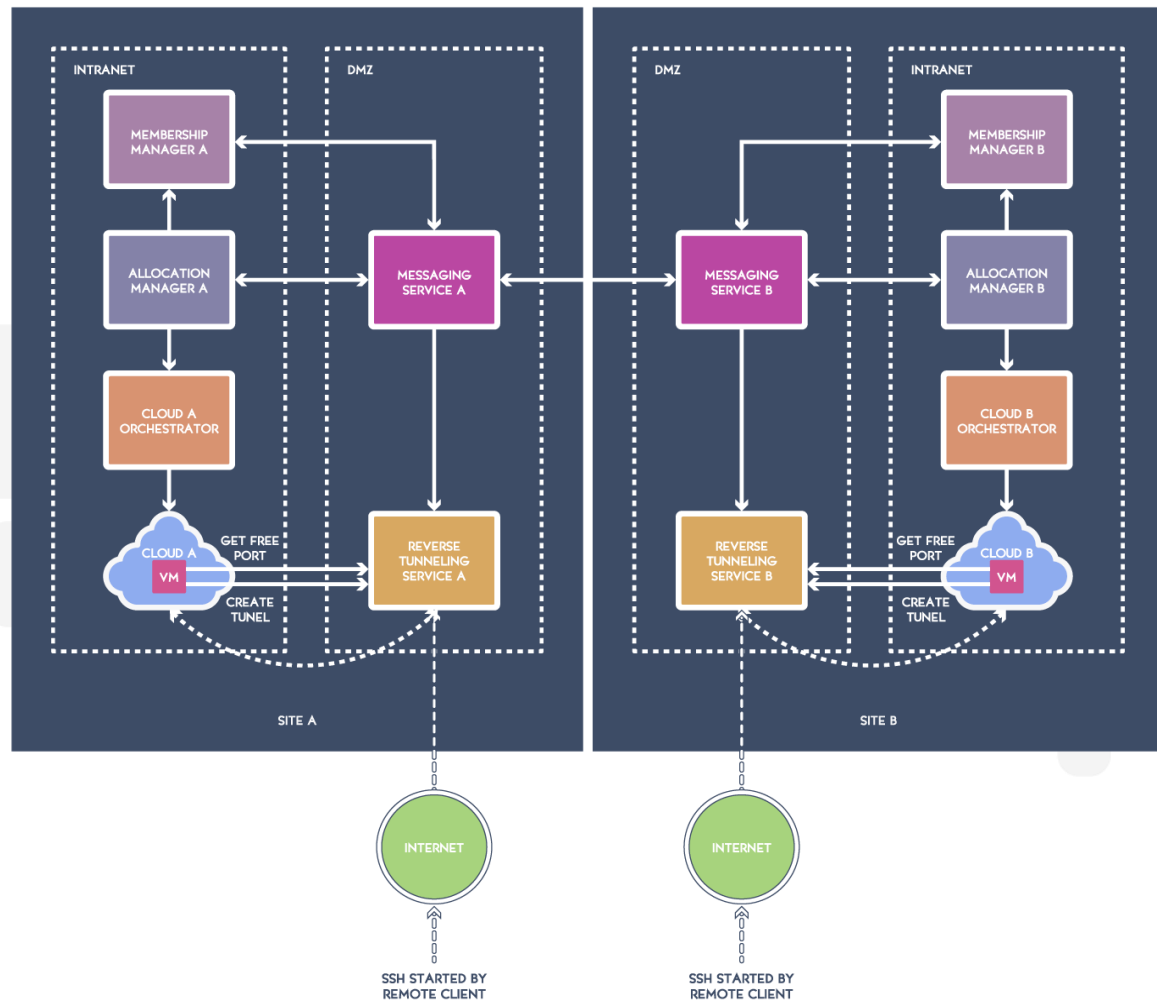 INTRANET
DMZ
MEMBERSHIP
MANAGER A
ALLOCATION
MANAGER A
MESSAGING
SERVICE A
CLOUD A
ORCHESTRATOR
CLOUD A
VM
GET FREE
PORT
CREATE
TUNEL
REVERSE
TUNNELING
SERVICE A
SITE A
DMZ
INTRANET
MEMBERSHIP
MANAGER B
MESSAGING
SERVICE B
ALLOCATION
MANAGER B
CLOUD B
ORCHESTRATOR
REVERSE
TUNNELING
SERVICE B
GET FREE
PORT
CREATE
TUNEL
CLOUD B
VM
SITE B
INTERNET
SSH STARTED BY
REMOTE CLIENT
INTERNET
SSH STARTED BY
REMOTE CLIENT